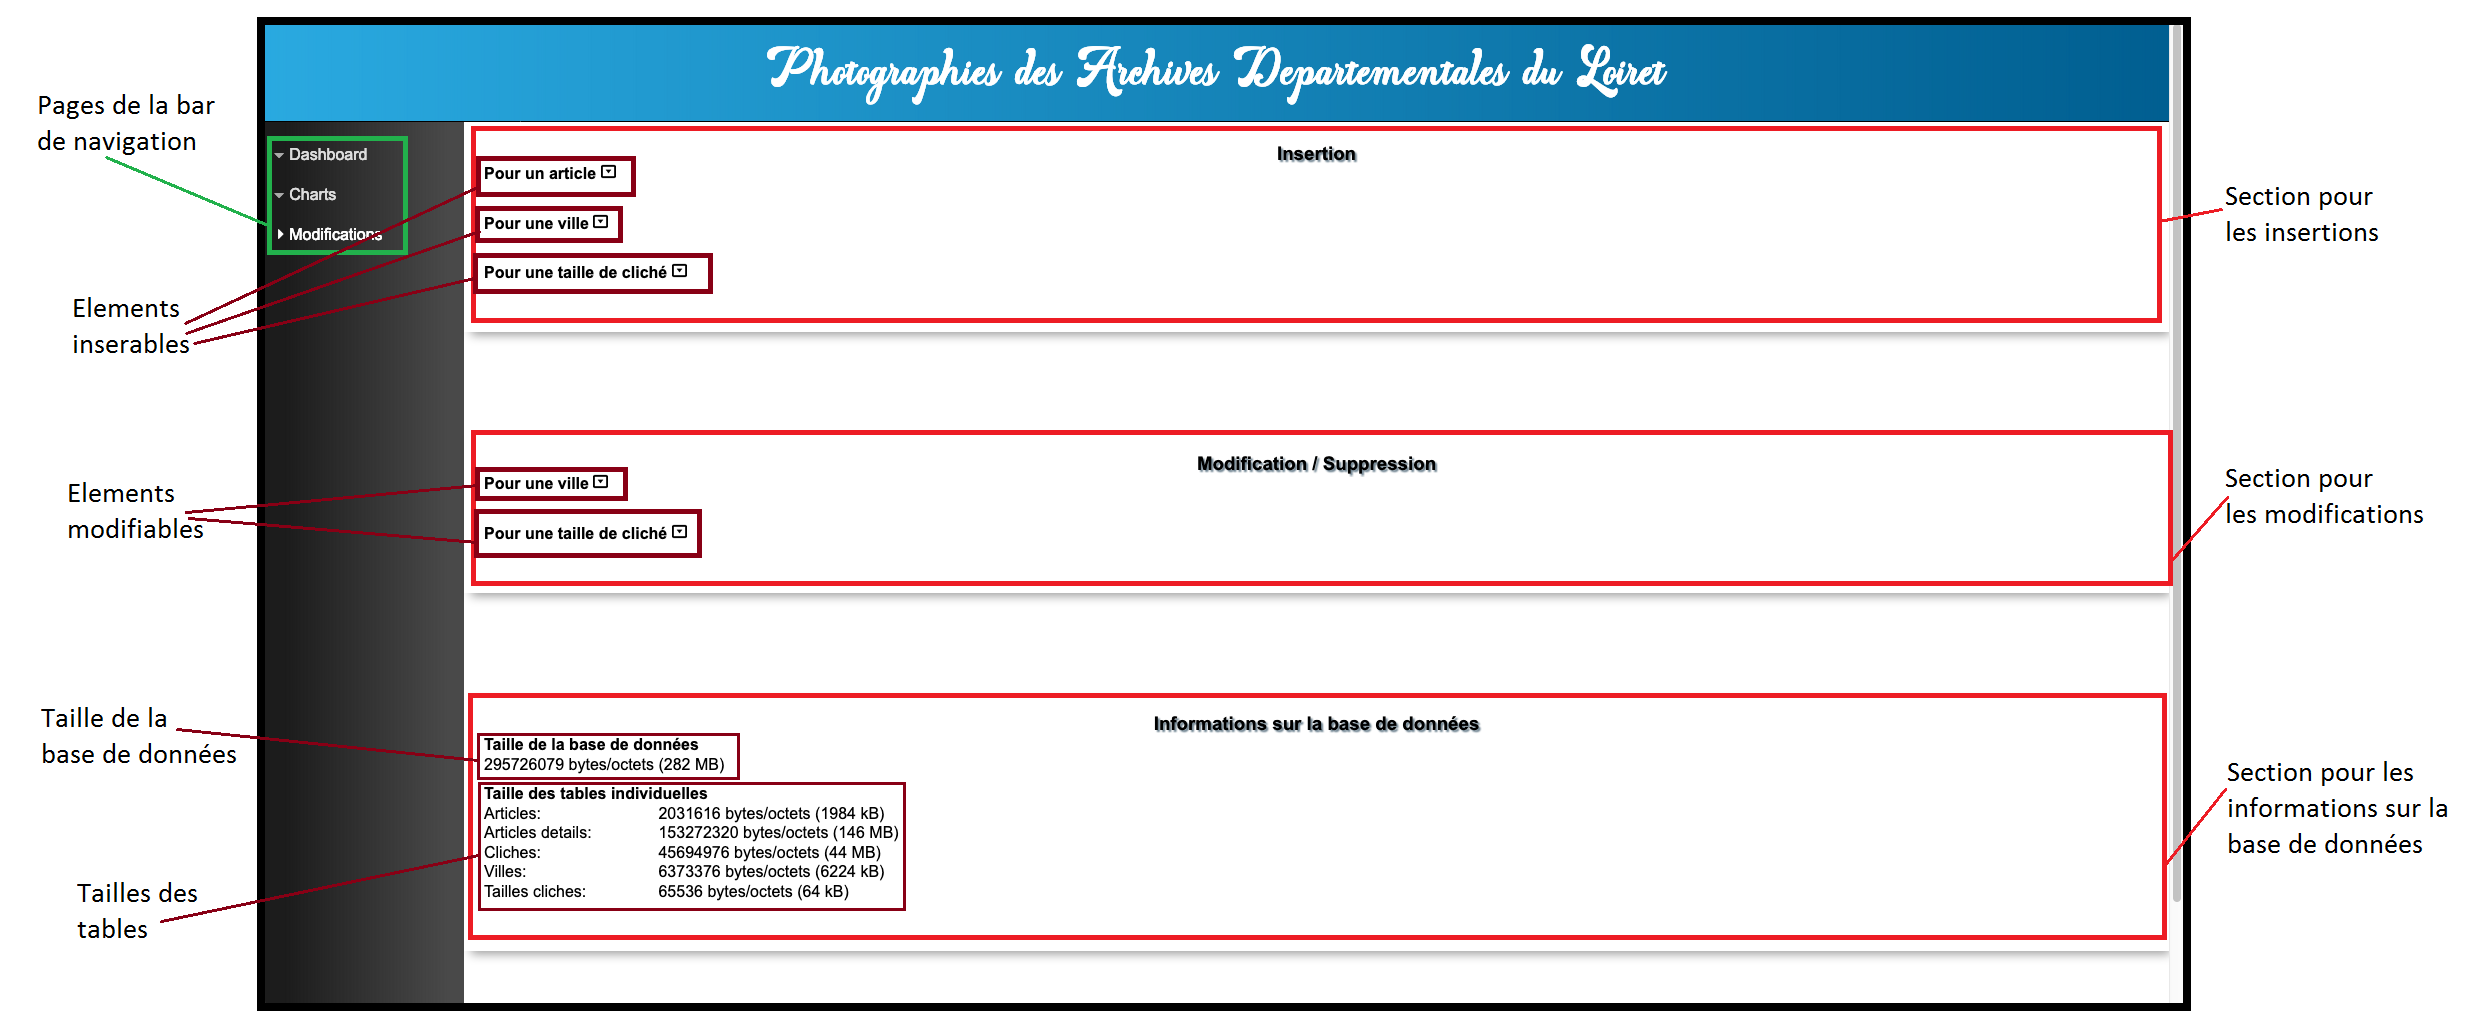 Photographies des Archives Departementales du Loiret
Pages de la bar
de navigation
Dashboard
Charts
Modifications
Insertion
Pour un article
Pour une ville
Pour une taille de cliché
Section pour
les insertions
Elements
inserables
Modification / Suppression
Pour une ville
Pour une taille de cliché
Elements
modifiables
Section pour
les modifications
Informations sur la base de données
Taille de la base de données
295726079 bytes/octets (282 MB)
Taille des tables individuelles
Articles: 2031616 bytes/octets (1984 kB)
Articles details: 153272320 bytes/octets (146 MB)
Cliches: 45694976 bytes/octets (44 MB)
Villes: 6373376 bytes/octets (6224 kB)
Tailles cliches: 65536 bytes/octets (64 kB)
Taille de la
base de données
Tailles des
tables
Section pour les
informations sur la
base de données